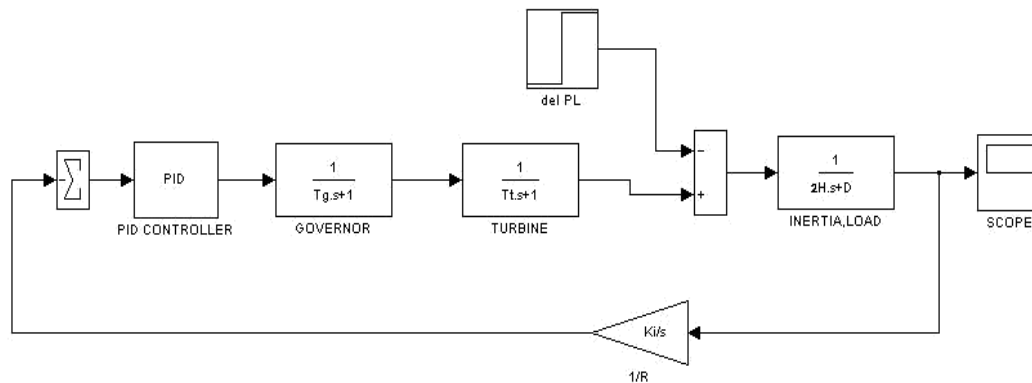 del PL
−
+
−
PID
PID CONTROLLER
1
Tg.s+1
GOVERNOR
1
Tt.s+1
TURBINE
1
2H.s+D
INERTIA,LOAD
SCOPE
Ki/s
1/R